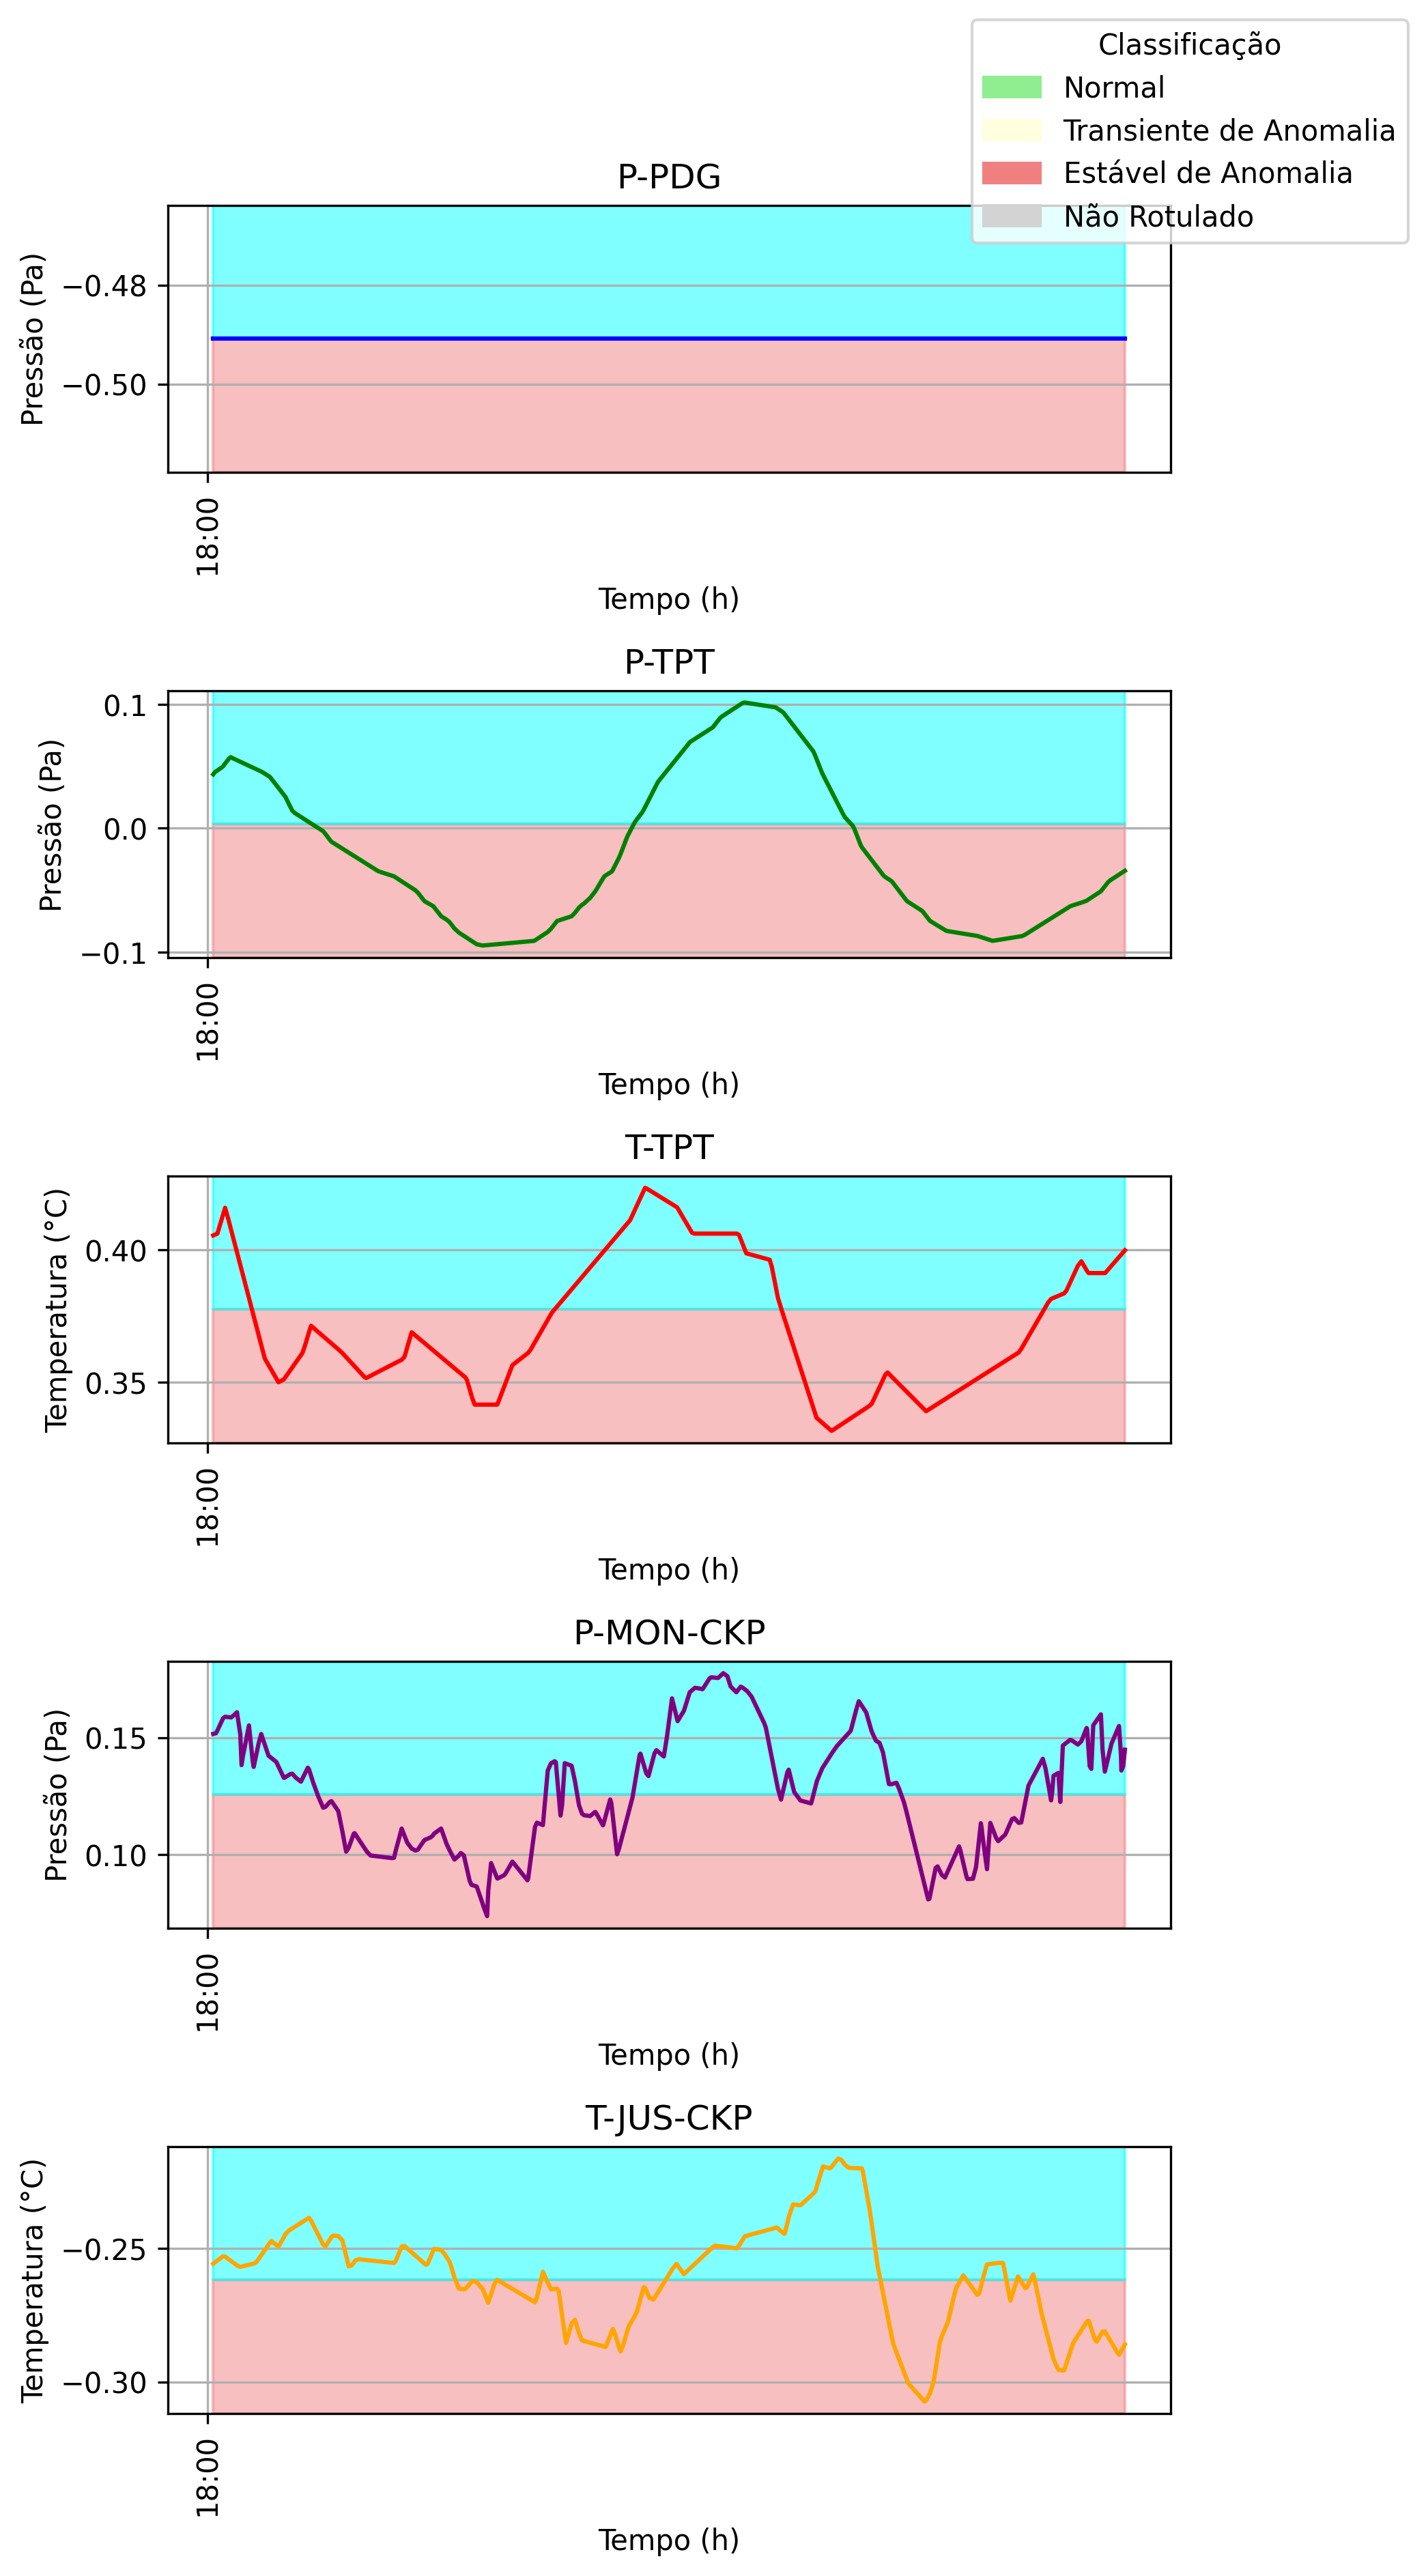 Classificação
Normal
Transiente de Anomalia
Estável de Anomalia
Não Rotulado
P-PDG
Pressão (Pa)
−0.48
−0.50
18:00
Tempo (h)
P-TPT
Pressão (Pa)
0.1
0.0
−0.1
18:00
Tempo (h)
T-TPT
Temperatura (°C)
0.40
0.35
18:00
Tempo (h)
P-MON-CKP
Pressão (Pa)
0.15
0.10
18:00
Tempo (h)
T-JUS-CKP
Temperatura (°C)
−0.25
−0.30
18:00
Tempo (h)